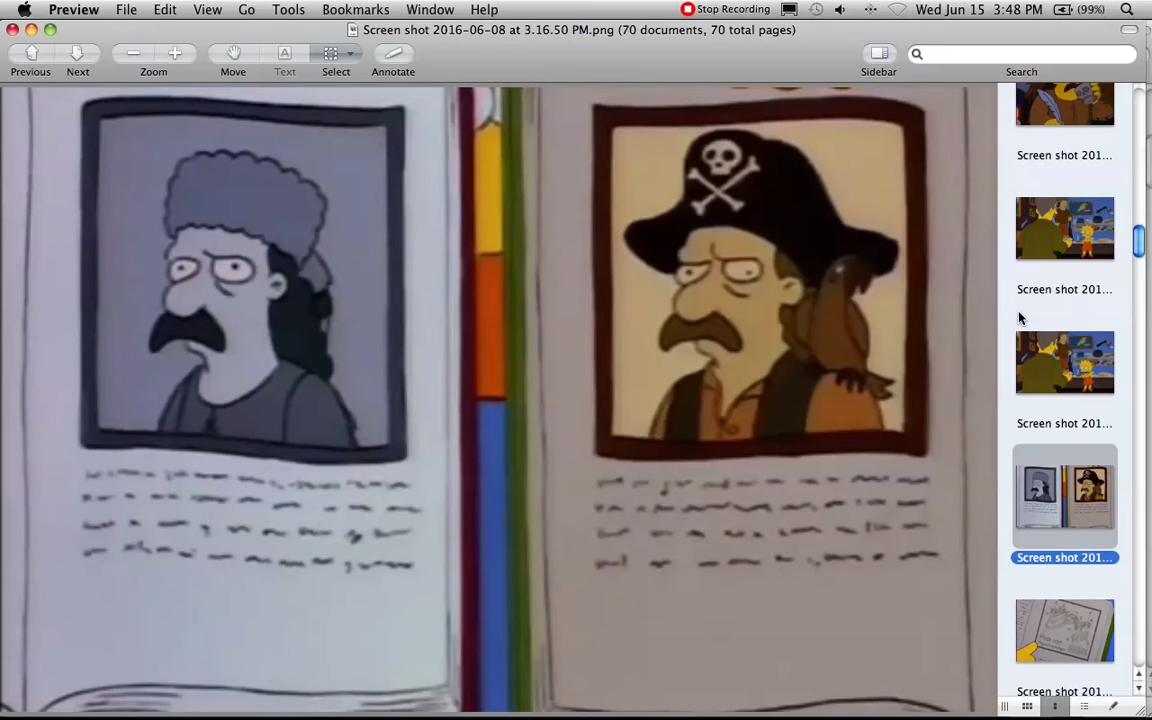 Preview File Edit View Go Tools Bookmarks Window Help Stop Recording Wed Jun 15 3:48 PM (99%)
Screen shot 2016-06-08 at 3.16.50 PM.png (70 documents, 70 total pages)
Previous Next Zoom Move Text Select Annotate Sidebar Search
Screen shot 201...
Screen shot 201...
Screen shot 201...
Screen shot 201...
Screen shot 201...